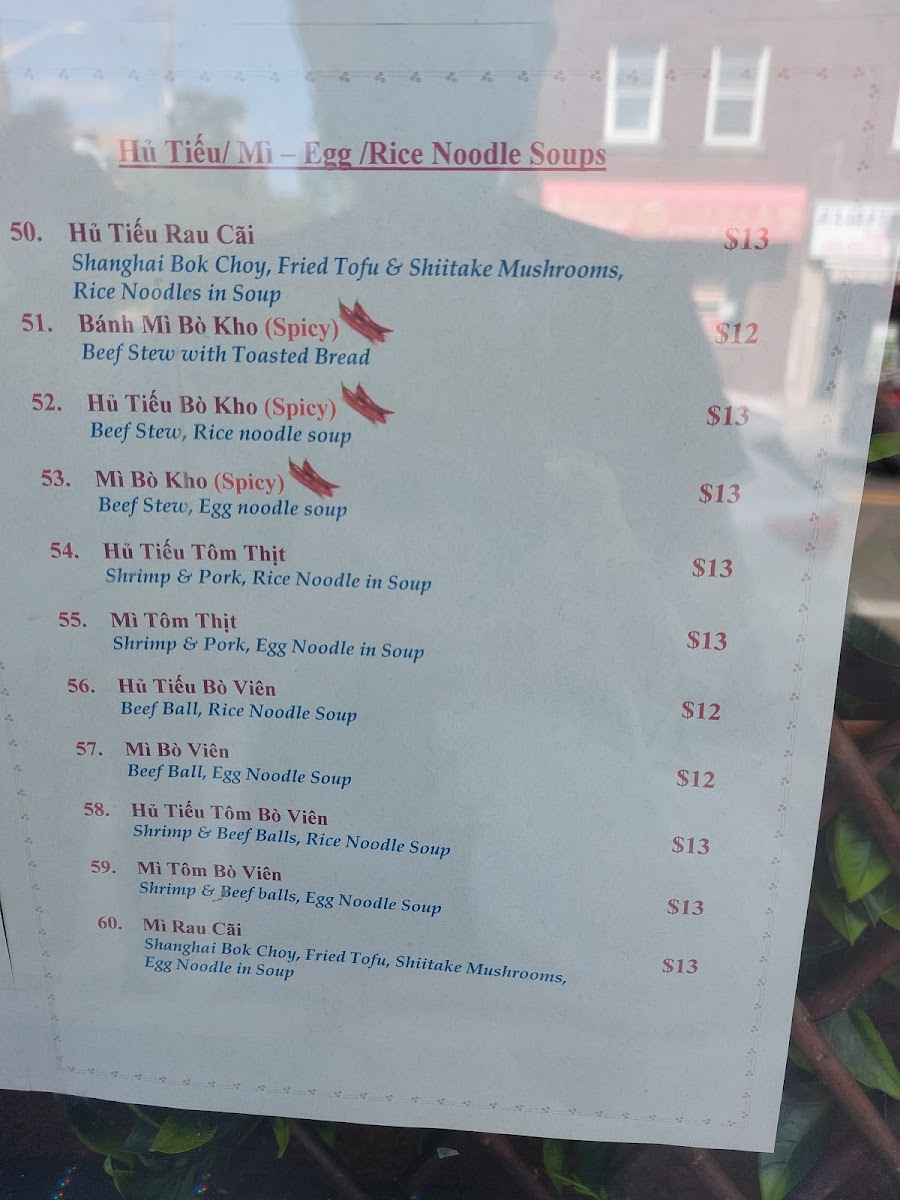 Hủ Tiếu/ Mì – Egg /Rice Noodle Soups
50. Hủ Tiếu Rau Cãi $13
Shanghai Bok Choy, Fried Tofu & Shiitake Mushrooms,
Rice Noodles in Soup
51. Bánh Mì Bò Kho (Spicy) $12
Beef Stew with Toasted Bread
52. Hủ Tiếu Bò Kho (Spicy) $13
Beef Stew, Rice noodle soup
53. Mì Bò Kho (Spicy) $13
Beef Stew, Egg noodle soup
54. Hủ Tiếu Tôm Thịt $13
Shrimp & Pork, Rice Noodle in Soup
55. Mì Tôm Thịt $13
Shrimp & Pork, Egg Noodle in Soup
56. Hủ Tiếu Bò Viên $12
Beef Ball, Rice Noodle Soup
57. Mì Bò Viên $12
Beef Ball, Egg Noodle Soup
58. Hủ Tiếu Tôm Bò Viên $13
Shrimp & Beef Balls, Rice Noodle Soup
59. Mì Tôm Bò Viên $13
Shrimp & Beef balls, Egg Noodle Soup
60. Mì Rau Cãi $13
Shanghai Bok Choy, Fried Tofu, Shiitake Mushrooms,
Egg Noodle in Soup